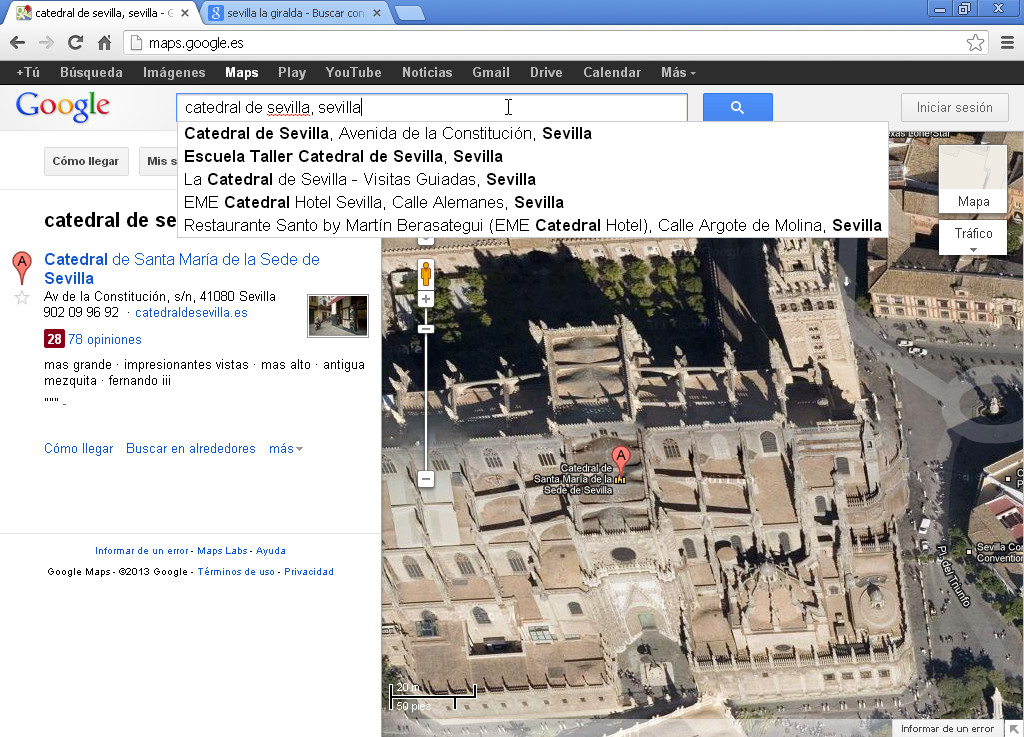 catedral de sevilla, sevilla - G
sevilla la giralda - Buscar con
maps.google.es
+Tú Búsqueda Imágenes Maps Play YouTube Noticias Gmail Drive Calendar Más
Google
catedral de sevilla, sevilla
Iniciar sesión
Catedral de Sevilla, Avenida de la Constitución, Sevilla
Escuela Taller Catedral de Sevilla, Sevilla
La Catedral de Sevilla - Visitas Guiadas, Sevilla
EME Catedral Hotel Sevilla, Calle Alemanes, Sevilla
Restaurante Santo by Martín Berasategui (EME Catedral Hotel), Calle Argote de Molina, Sevilla
Cómo llegar
Mis s
catedral de se
A
Catedral de Santa María de la Sede de
Sevilla
Av de la Constitución, s/n, 41080 Sevilla
902 09 96 92 · catedraldesevilla.es
28 78 opiniones
mas grande · impresionantes vistas · mas alto · antigua
mezquita · fernando iii
""" -
Cómo llegar Buscar en alrededores más
Informar de un error - Maps Labs - Ayuda
Google Maps - ©2013 Google - Términos de uso - Privacidad
Lone Star
Mapa
Tráfico
A
Catedral de
Santa María de la
Sede de Sevilla
Sevilla Co
Convention
Pl del Triunfo
20 m
50 pies
Informar de un error